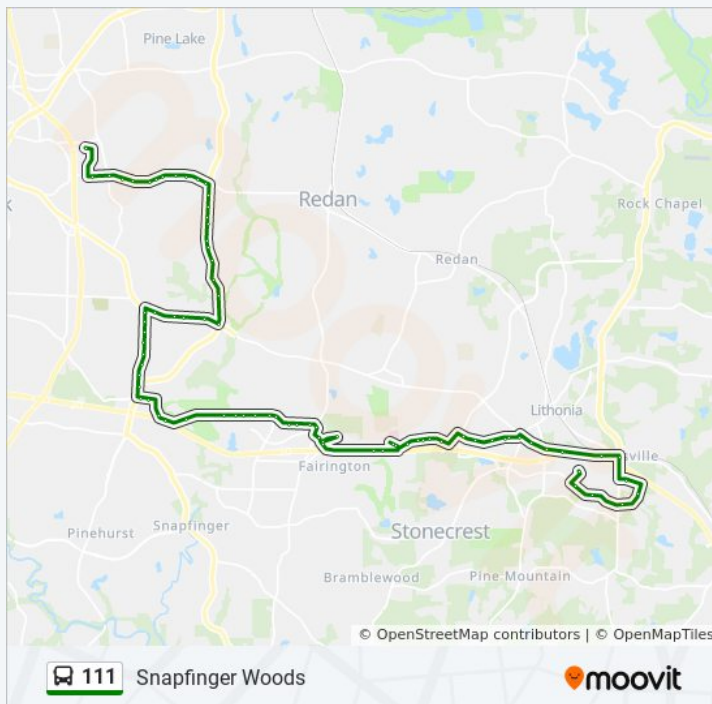 Pine Lake
k
Redan
Rock Chapel
Redan
Lithonia
ville
Fairington
Snapfinger
Pinehurst
Stonecrest
Bramblewood
Pine Mountain
© OpenStreetMap contributors | © OpenMapTiles
111 Snapfinger Woods
moovit